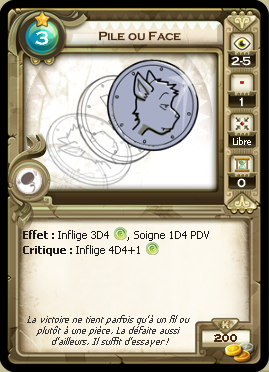 Pile ou Face
3
2-5
1
Libre
0
Effet : Inflige 3D4 , Soigne 1D4 PDV
Critique : Inflige 4D4+1
La victoire ne tient parfois qu'à un fil ou
plutôt à une pièce. La défaite aussi
d'ailleurs. Il suffit d'essayer !
K
200